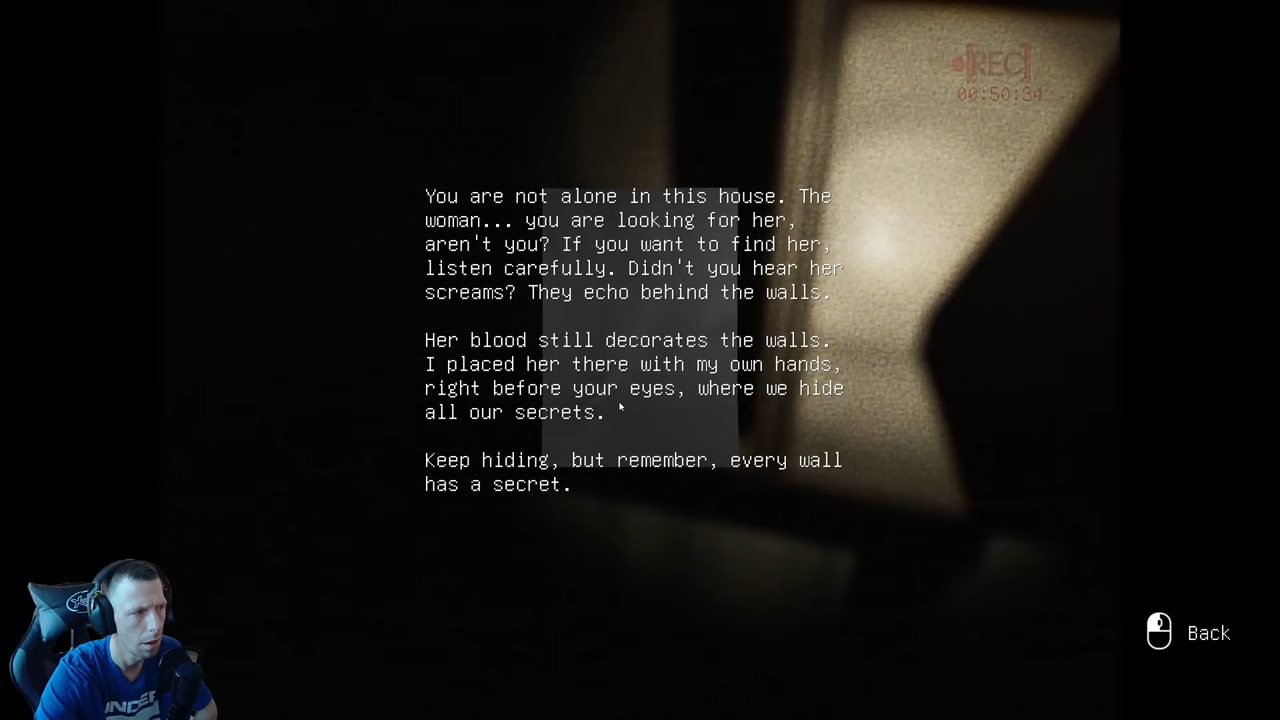 [REC]
00:50:34
You are not alone in this house. The
woman... you are looking for her,
aren't you? If you want to find her,
listen carefully. Didn't you hear her
screams? They echo behind the walls.
Her blood still decorates the walls.
I placed her there with my own hands,
right before your eyes, where we hide
all our secrets.
Keep hiding, but remember, every wall
has a secret.
Back
UNDER